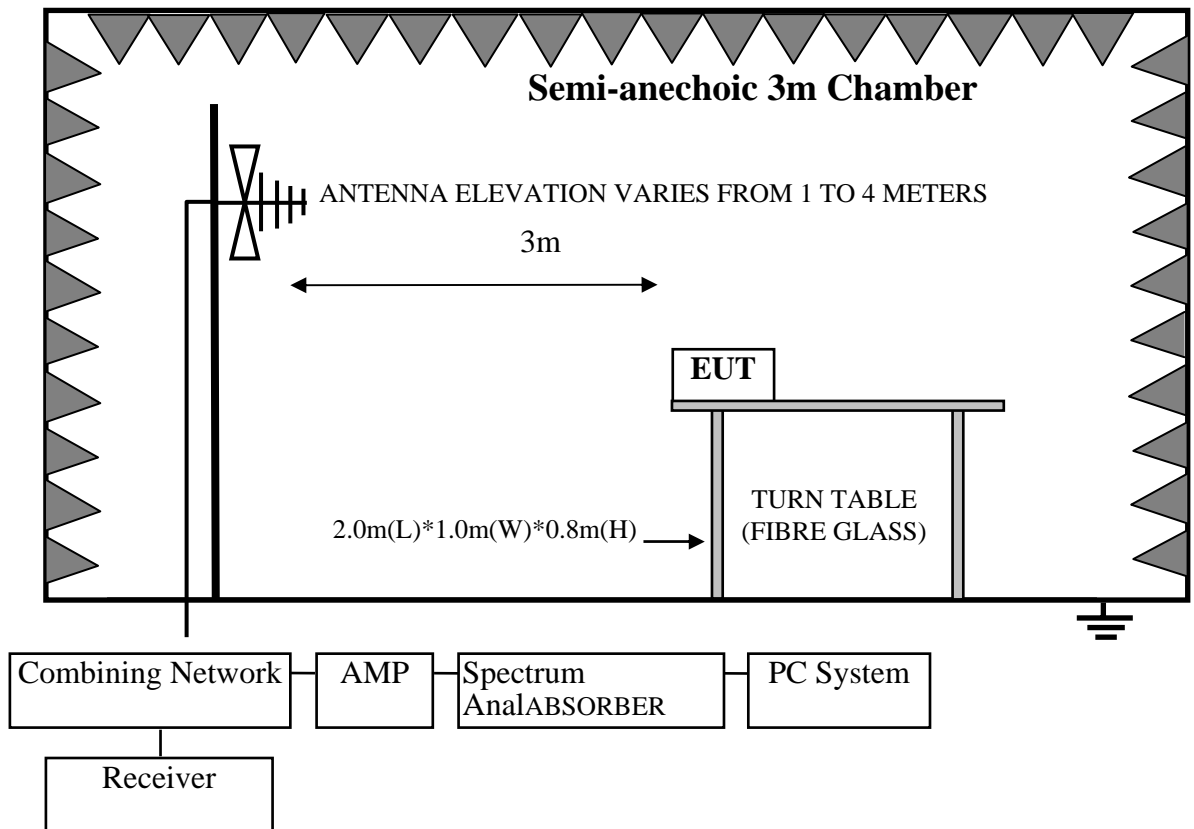 Semi-anechoic 3m Chamber
ANTENNA ELEVATION VARIES FROM 1 TO 4 METERS
3m
EUT
TURN TABLE
(FIBRE GLASS)
2.0m(L)*1.0m(W)*0.8m(H)
Combining Network
AMP
Spectrum
AnalABSORBER
PC System
Receiver